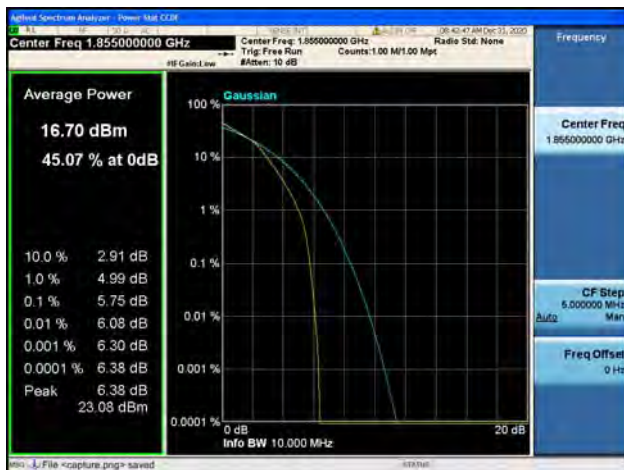 Agilent Spectrum Analyzer - Power Stat CCDF
Center Freq 1.855000000 GHz
Center Freq: 1.855000000 GHz
Radio Std: None
Trig: Free Run
Counts:1.00 M/1.00 Mpt
#IFGain:Low
#Atten: 10 dB
Frequency
Average Power
16.70 dBm
45.07 % at 0dB
10.0 % 2.91 dB
1.0 % 4.99 dB
0.1 % 5.75 dB
0.01 % 6.08 dB
0.001 % 6.30 dB
0.0001 % 6.38 dB
Peak 6.38 dB
23.08 dBm
Gaussian
100 %
10 %
1 %
0.1 %
0.01 %
0.001 %
0.0001 %
0 dB
20 dB
Info BW 10.000 MHz
Center Freq
1.855000000 GHz
CF Step
5.000000 MHz
Auto Man
Freq Offset
0 Hz
MSG
File <capture.png> saved
STATUS